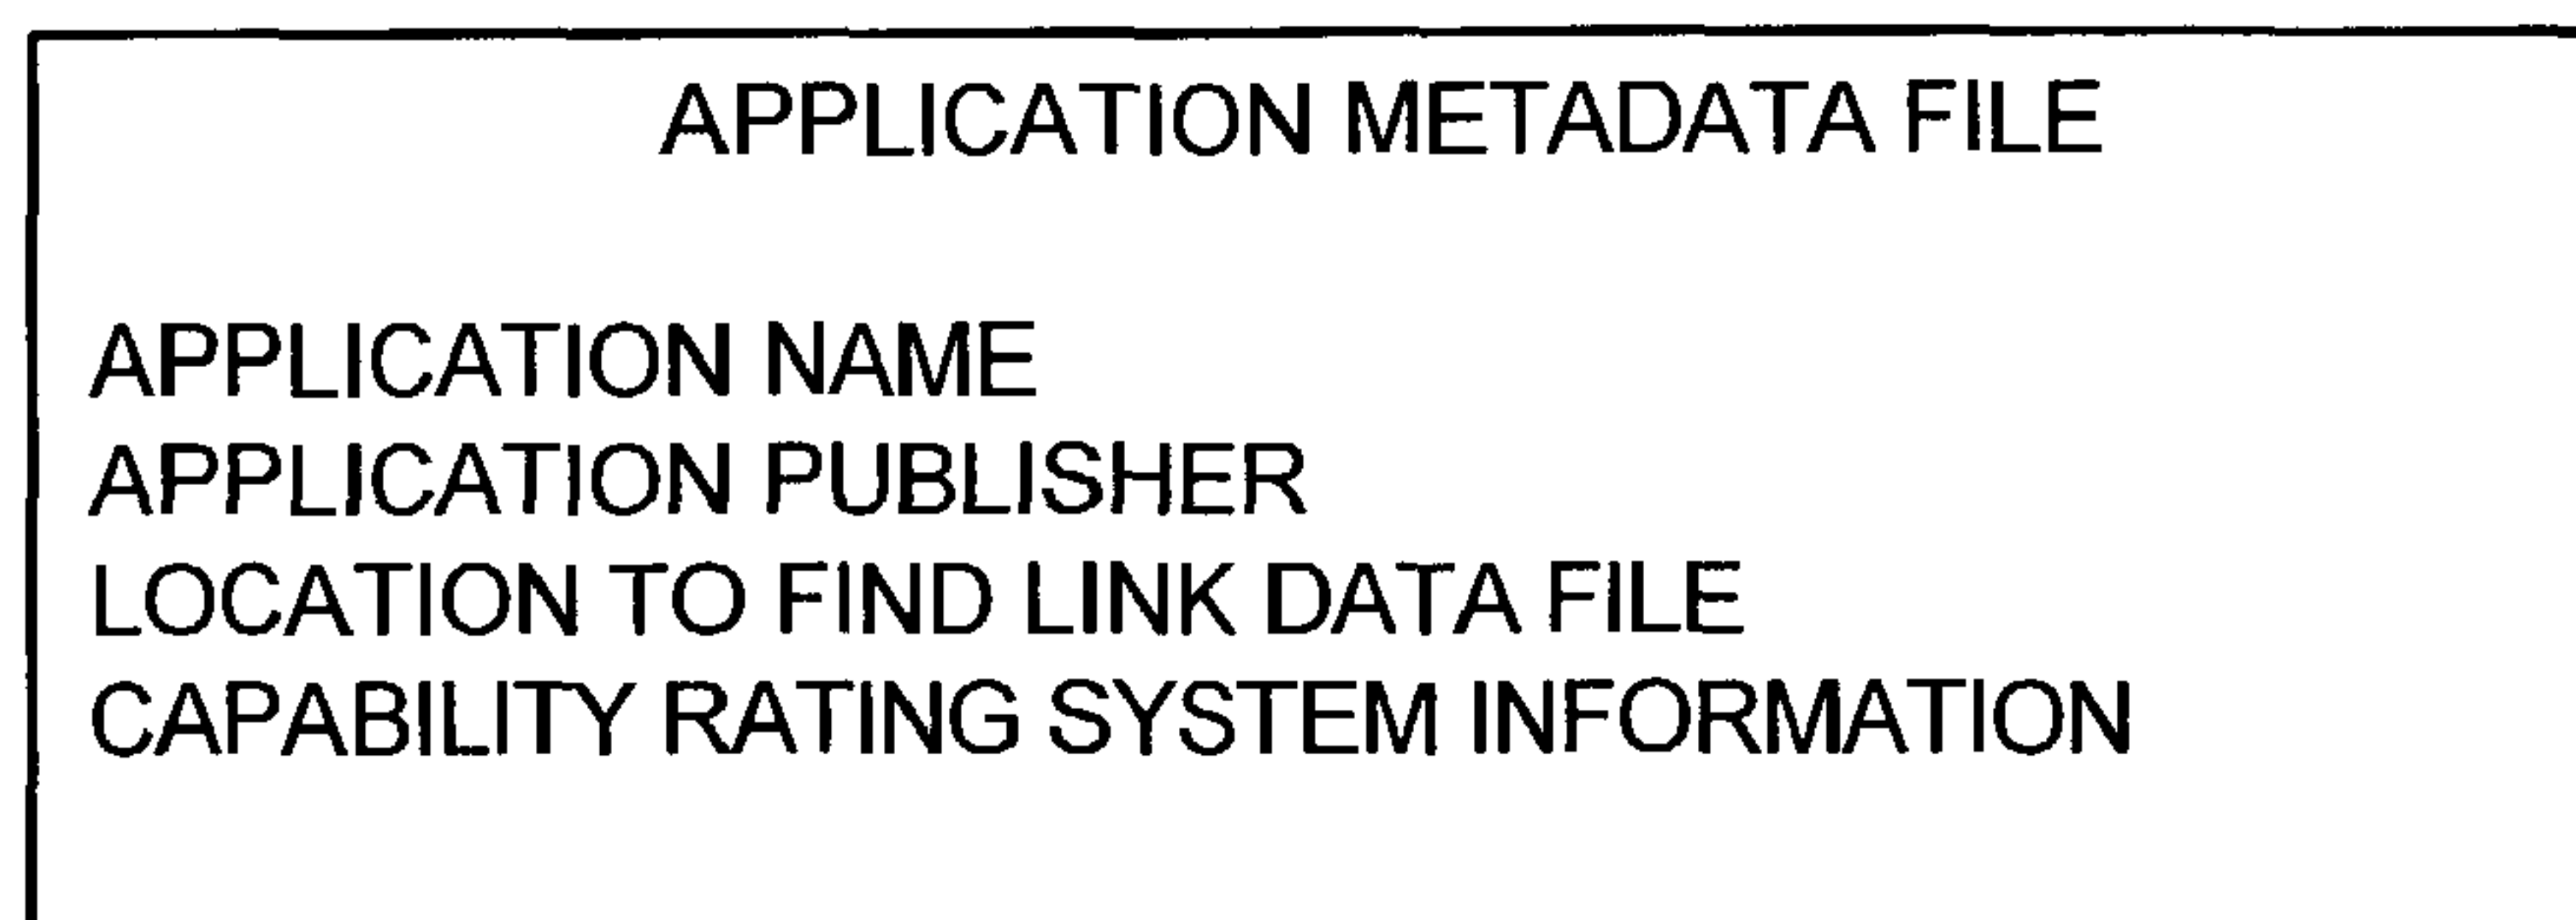 APPLICATION METADATA FILE
APPLICATION NAME
APPLICATION PUBLISHER
LOCATION TO FIND LINK DATA FILE
CAPABILITY RATING SYSTEM INFORMATION